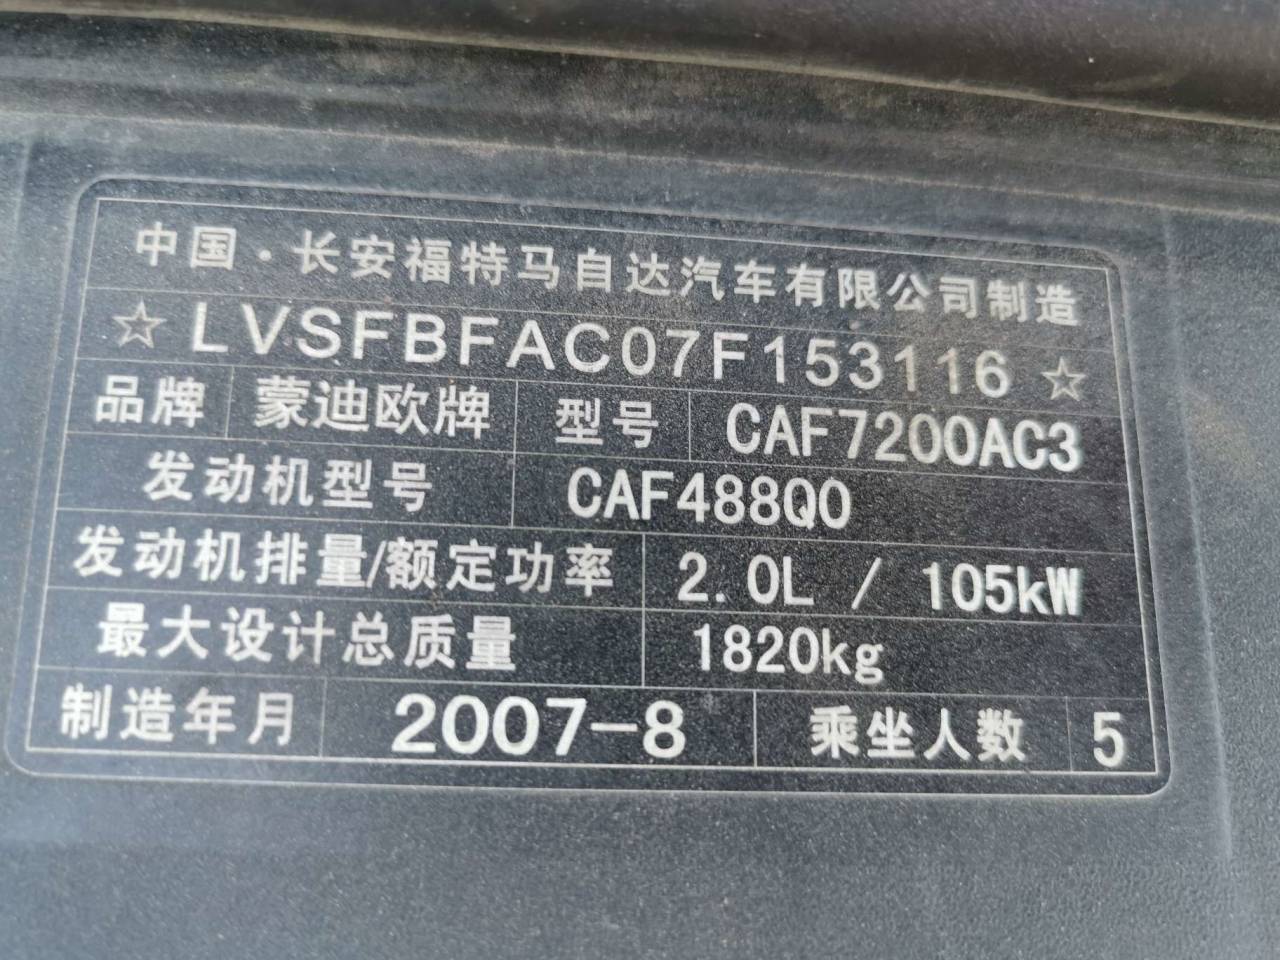 中国·长安福特马自达汽车有限公司制造
☆LVSFBFAC07F153116☆
品牌 蒙迪欧牌 型号 CAF7200AC3
发动机型号 CAF488Q0
发动机排量/额定功率 2.0L / 105kW
最大设计总质量 1820kg
制造年月 2007-8 乘坐人数 5